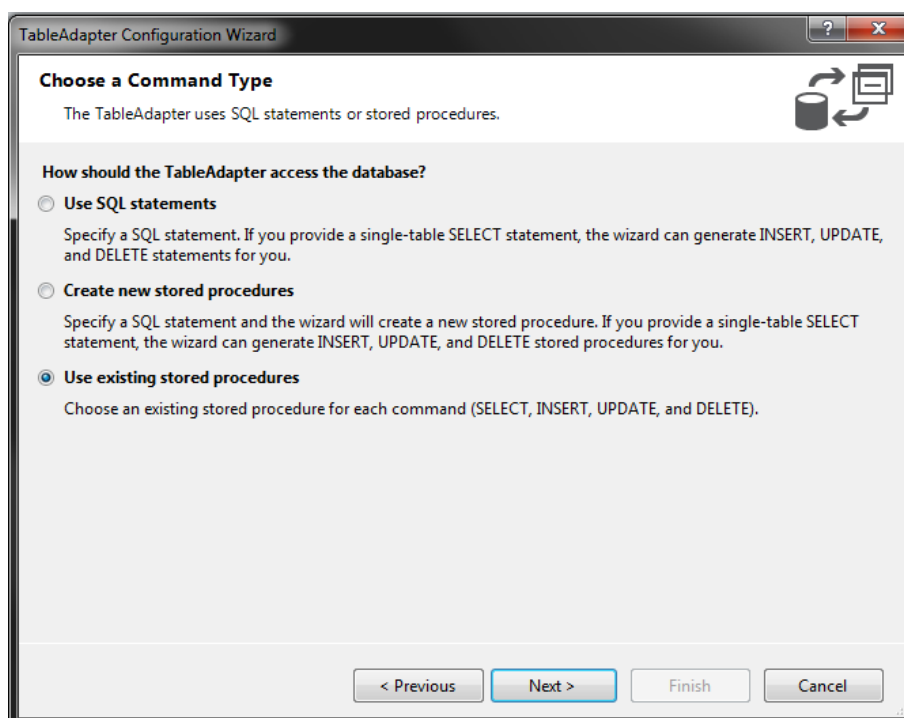 TableAdapter Configuration Wizard
?
X
Choose a Command Type
The TableAdapter uses SQL statements or stored procedures.
How should the TableAdapter access the database?
Use SQL statements
Specify a SQL statement. If you provide a single-table SELECT statement, the wizard can generate INSERT, UPDATE,
and DELETE statements for you.
Create new stored procedures
Specify a SQL statement and the wizard will create a new stored procedure. If you provide a single-table SELECT
statement, the wizard can generate INSERT, UPDATE, and DELETE stored procedures for you.
Use existing stored procedures
Choose an existing stored procedure for each command (SELECT, INSERT, UPDATE, and DELETE).
< Previous Next > Finish Cancel